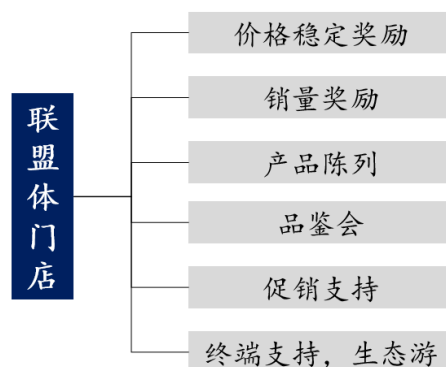 联盟体门店
价格稳定奖励
销量奖励
产品陈列
品鉴会
促销支持
终端支持，生态游